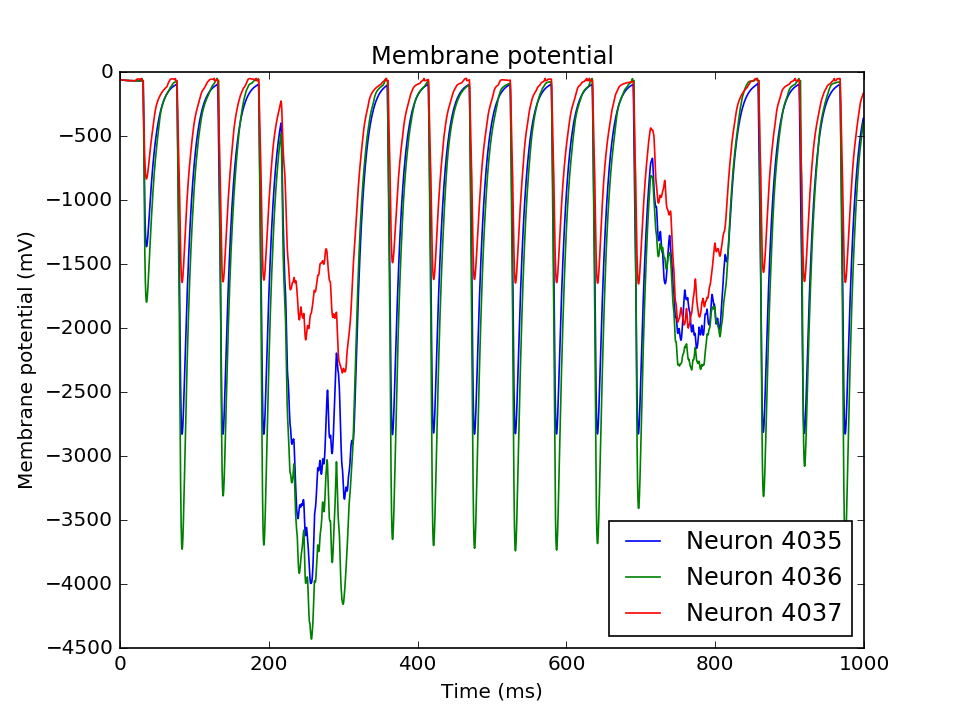 Membrane potential
Membrane potential (mV)
0
−500
−1000
−1500
−2000
−2500
−3000
−3500
−4000
−4500
0 200 400 600 800 1000
Time (ms)
Neuron 4035
Neuron 4036
Neuron 4037